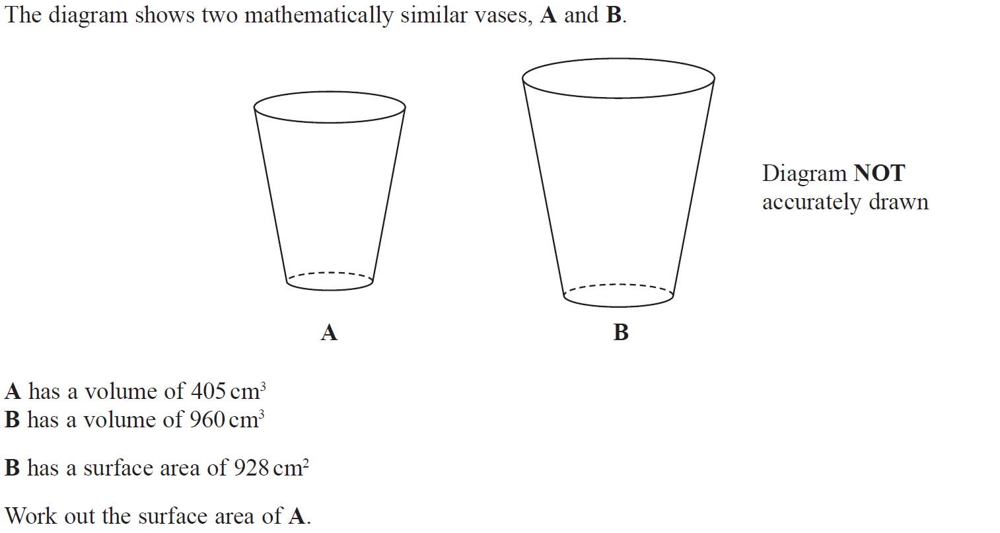 The diagram shows two mathematically similar vases, A and B.
Diagram NOT
accurately drawn
A
B
A has a volume of 405 cm³
B has a volume of 960 cm³
B has a surface area of 928 cm²
Work out the surface area of A.